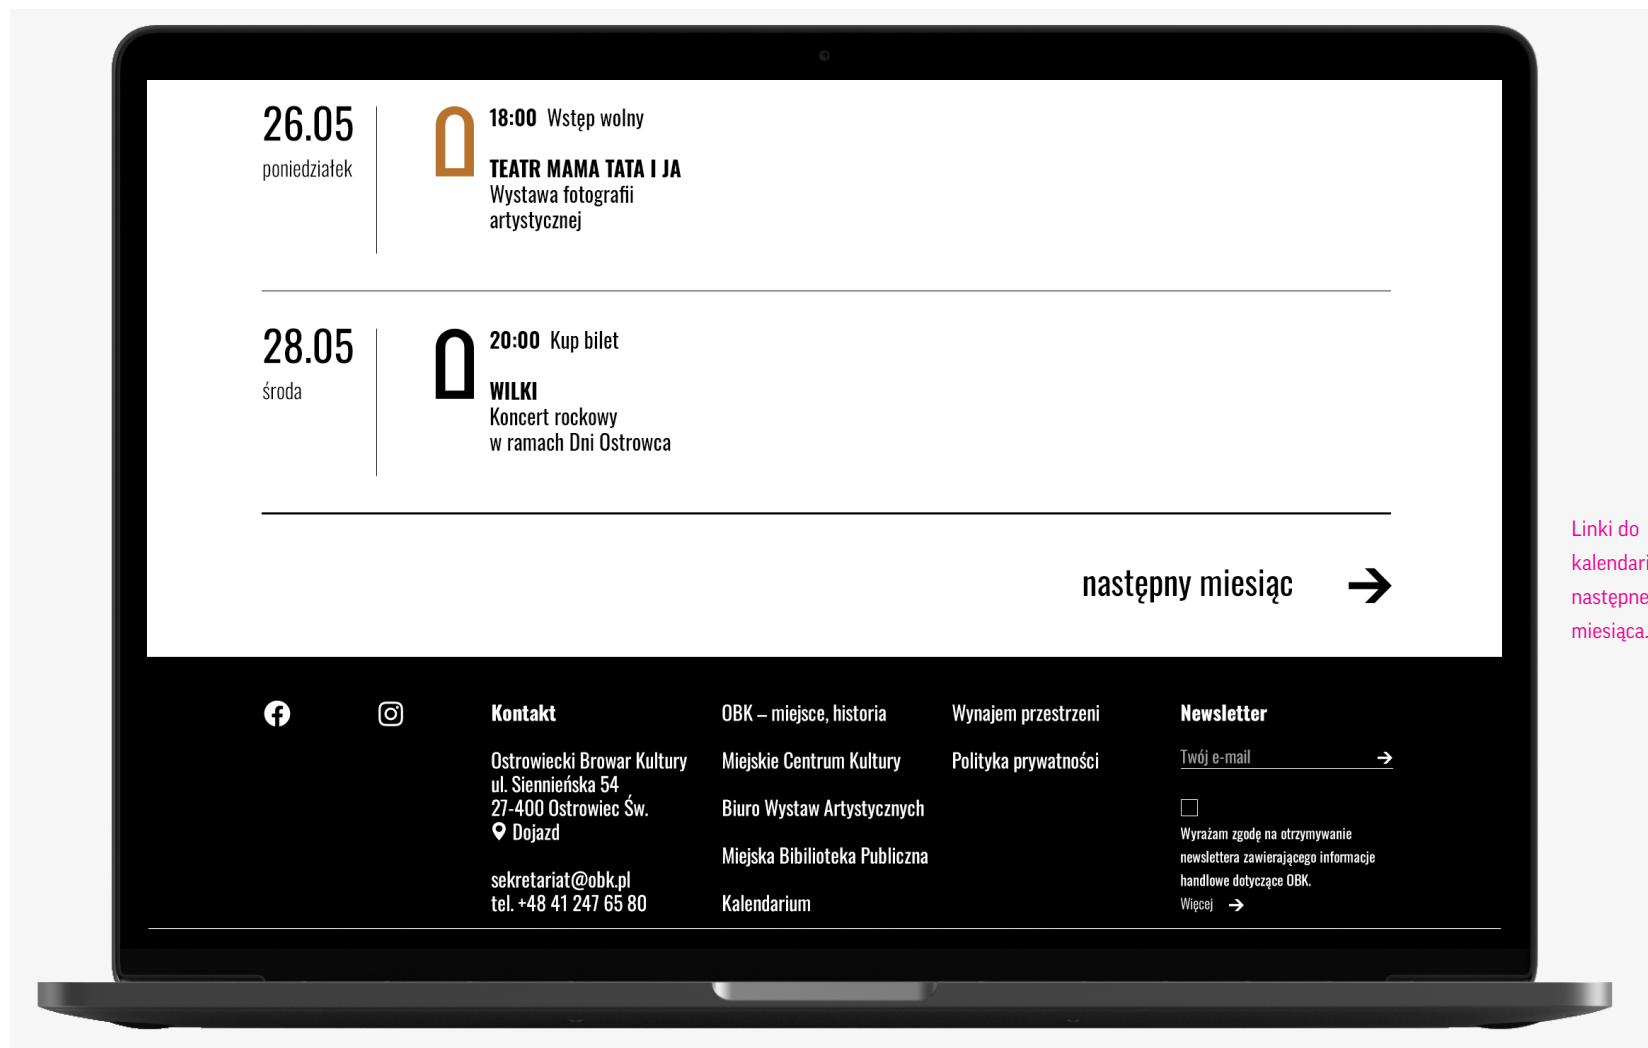 26.05
poniedziałek
18:00 Wstęp wolny
TEATR MAMA TATA I JA
Wystawa fotografii
artystycznej
28.05
środa
20:00 Kup bilet
WILKI
Koncert rockowy
w ramach Dni Ostrowca
następny miesiąc
Kontakt
Ostrowiecki Browar Kultury
ul. Siennieńska 54
27-400 Ostrowiec Św.
Dojazd
sekretariat@obk.pl
tel. +48 41 247 65 80
OBK – miejsce, historia
Miejskie Centrum Kultury
Biuro Wystaw Artystycznych
Miejska Bibilioteka Publiczna
Kalendarium
Wynajem przestrzeni
Polityka prywatności
Newsletter
Twój e-mail
Wyrażam zgodę na otrzymywanie
newslettera zawierającego informacje
handlowe dotyczące OBK.
Więcej
Linki do
kalendari
następne
miesiąca.